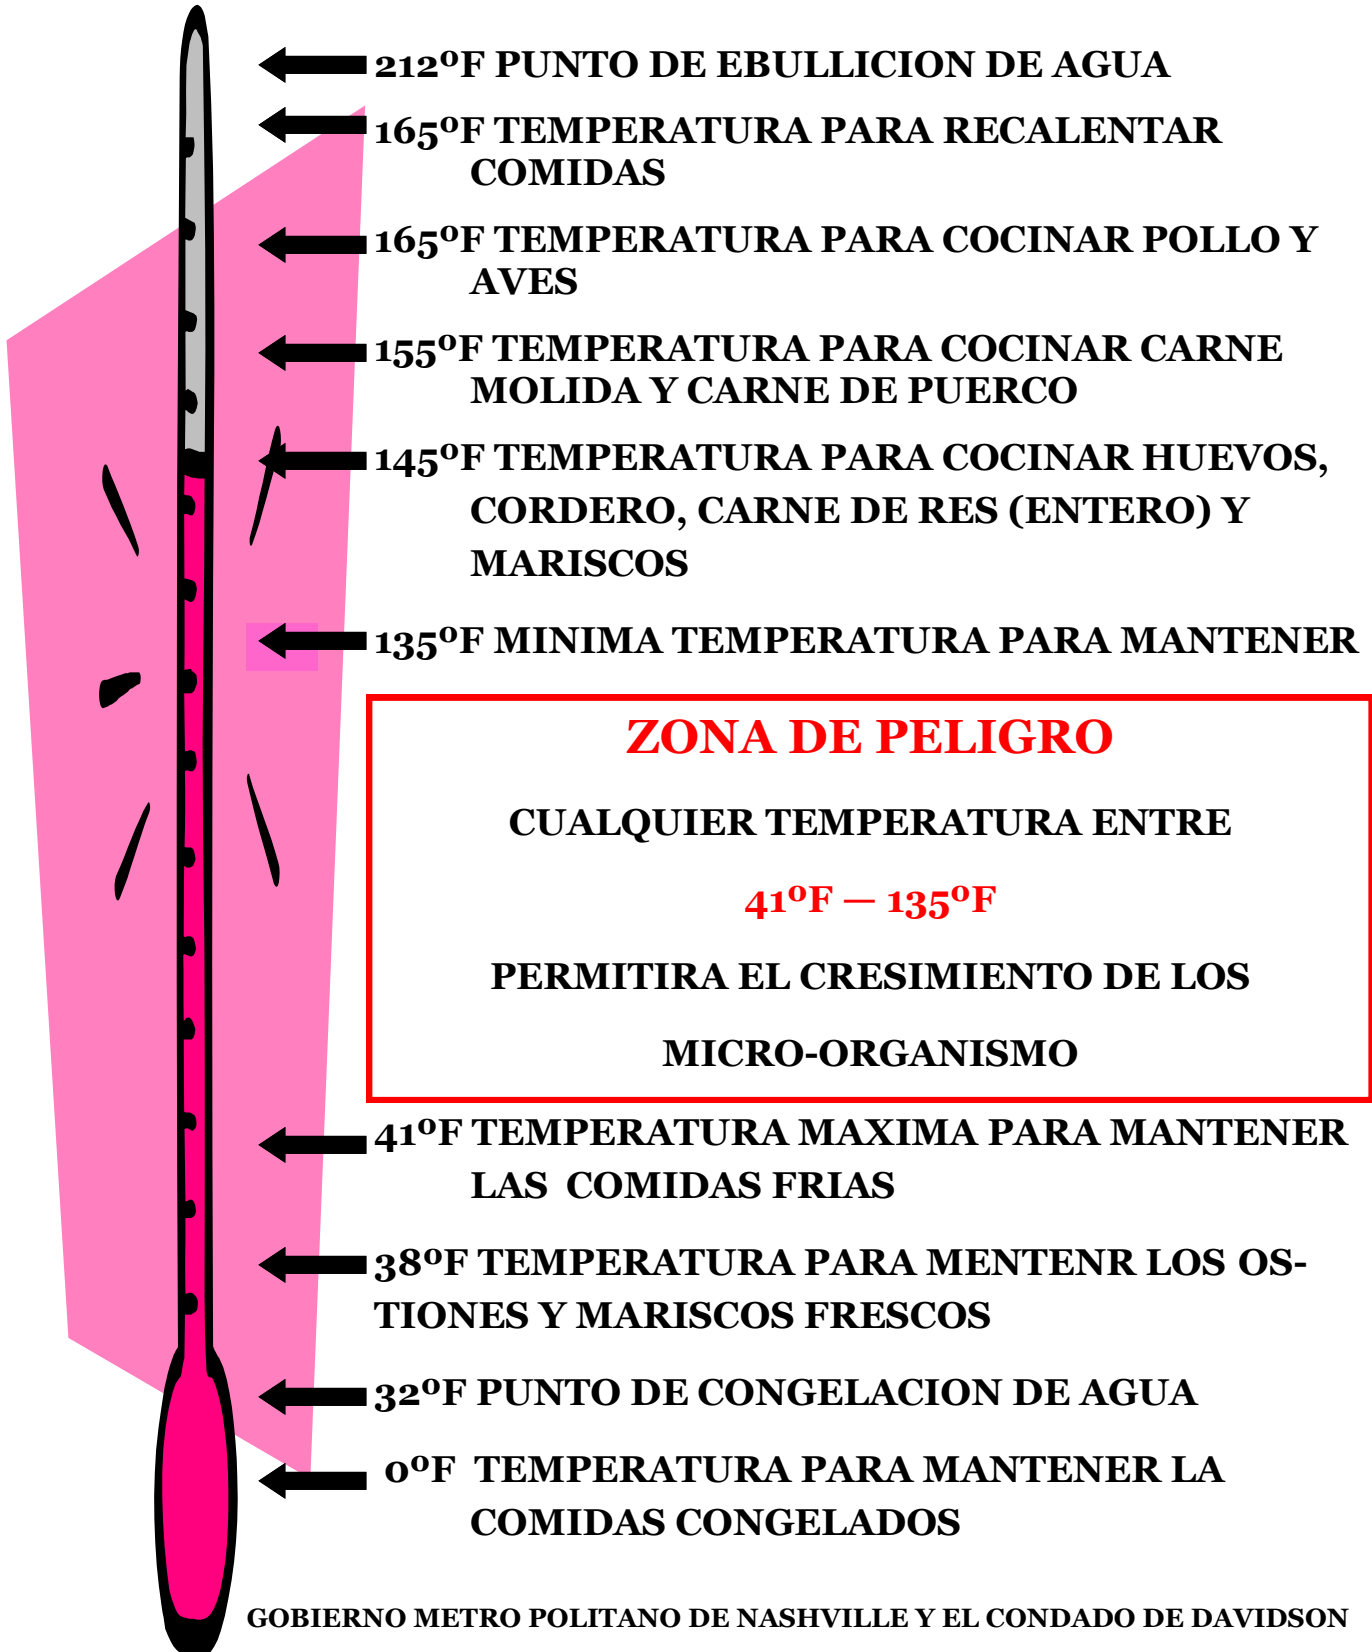 212ºF PUNTO DE EBULLICION DE AGUA
165ºF TEMPERATURA PARA RECALENTAR
COMIDAS
165ºF TEMPERATURA PARA COCINAR POLLO Y
AVES
155ºF TEMPERATURA PARA COCINAR CARNE
MOLIDA Y CARNE DE PUERCO
145ºF TEMPERATURA PARA COCINAR HUEVOS,
CORDERO, CARNE DE RES (ENTERO) Y
MARISCOS
135ºF MINIMA TEMPERATURA PARA MANTENER
ZONA DE PELIGRO
CUALQUIER TEMPERATURA ENTRE
41ºF — 135ºF
PERMITIRA EL CRESIMIENTO DE LOS
MICRO-ORGANISMO
41ºF TEMPERATURA MAXIMA PARA MANTENER
LAS COMIDAS FRIAS
38ºF TEMPERATURA PARA MENTENR LOS OS-
TIONES Y MARISCOS FRESCOS
32ºF PUNTO DE CONGELACION DE AGUA
0ºF TEMPERATURA PARA MANTENER LA
COMIDAS CONGELADOS
GOBIERNO METRO POLITANO DE NASHVILLE Y EL CONDADO DE DAVIDSON